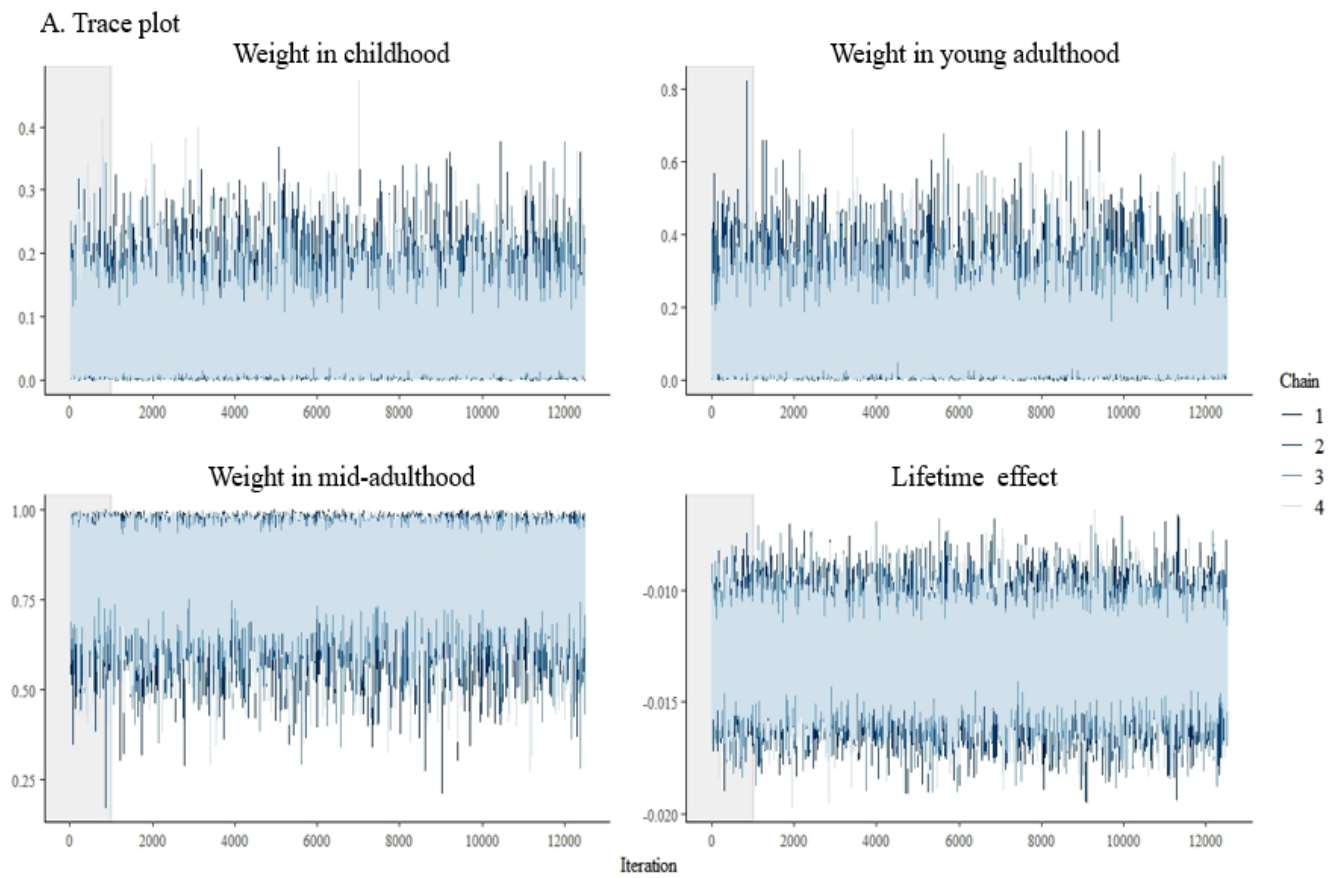 A. Trace plot
Weight in childhood
0.4
0.3
0.2
0.1
0.0
0 2000 4000 6000 8000 10000 12000
Weight in young adulthood
0.8
0.6
0.4
0.2
0.0
0 2000 4000 6000 8000 10000 12000
Chain
1
2
3
4
Weight in mid-adulthood
1.00
0.75
0.50
0.25
0 2000 4000 6000 8000 10000 12000
Lifetime effect
-0.010
-0.015
-0.020
0 2000 4000 6000 8000 10000 12000
Iteration